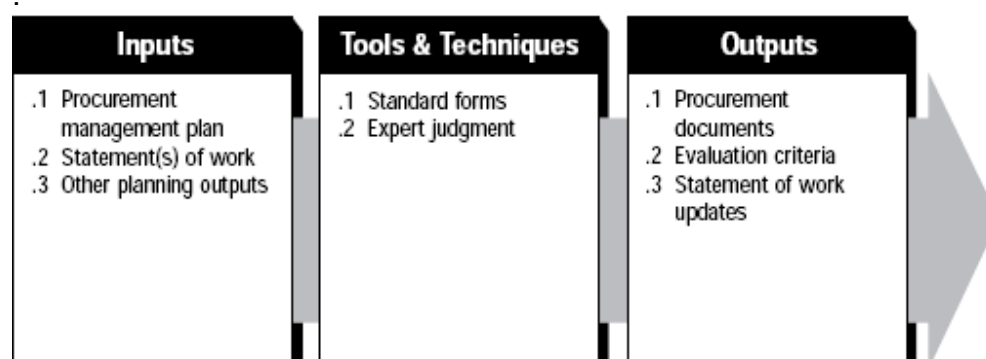 .
Inputs
.1 Procurement
management plan
.2 Statement(s) of work
.3 Other planning outputs
Tools & Techniques
.1 Standard forms
.2 Expert judgment
Outputs
.1 Procurement
documents
.2 Evaluation criteria
.3 Statement of work
updates